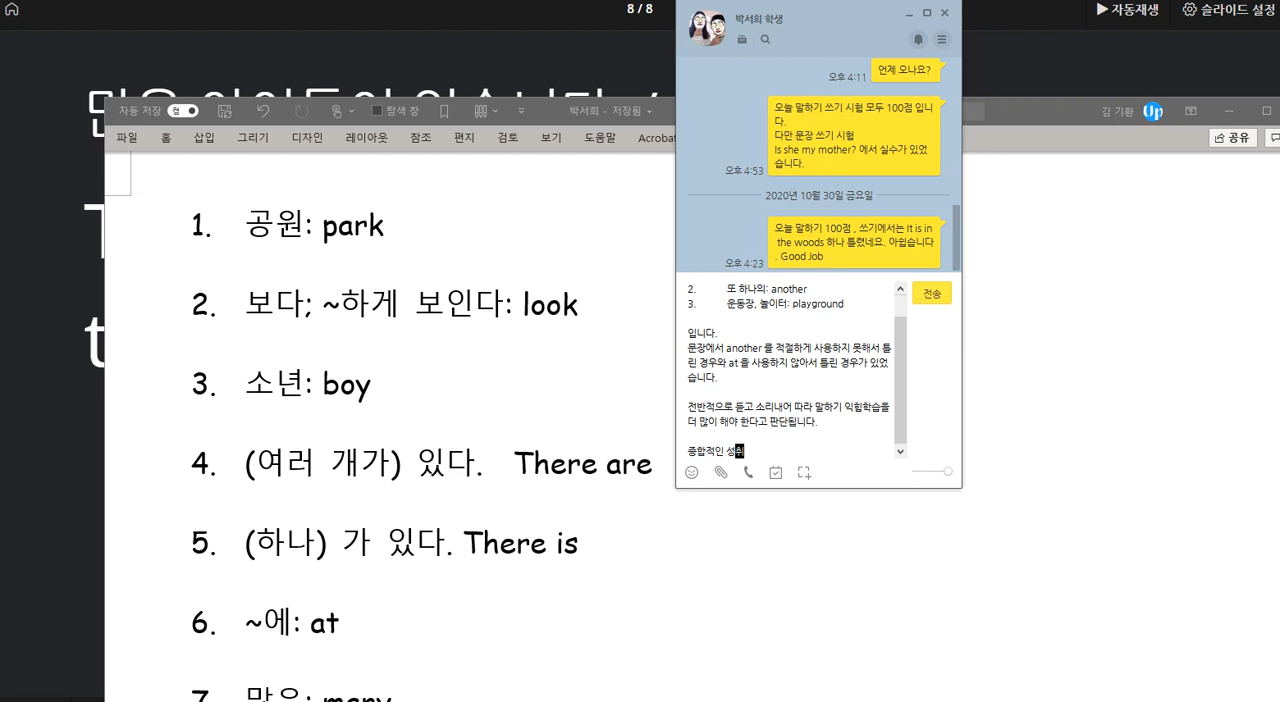 8 / 8
▶자동재생
슬라이드 설정
자동 저장
컴
탐색 창
박서희 - 저장됨
김 기환
Up
파일 홈 삽입 그리기 디자인 레이아웃 참조 편지 검토 보기 도움말 Acrobat
공유
1. 공원: park
2. 보다; ~하게 보인다: look
3. 소년: boy
4. (여러 개가) 있다. There are
5. (하나) 가 있다. There is
6. ~에: at
7. 많은: many
박서희 학생
언제 오나요?
오후 4:11
오늘 말하기 쓰기 시험 모두 100점 입니
다.
다만 문장 쓰기 시험
Is she my mother? 에서 실수가 있었
습니다.
오후 4:53
2020년 10월 30일 금요일
오늘 말하기 100점 , 쓰기에서는 It is in
the woods 하나 틀렸네요. 아쉽습니다
. Good Job
오후 4:23
2. 또 하나의: another
3. 운동장, 놀이터: playground
입니다.
문장에서 another 를 적절하게 사용하지 못해서 틀
린 경우와 at 을 사용하지 않아서 틀린 경우가 있었
습니다.
전반적으로 듣고 소리내어 따라 말하기 익힘학습을
더 많이 해야 한다고 판단됩니다.
종합적인 성취
전송